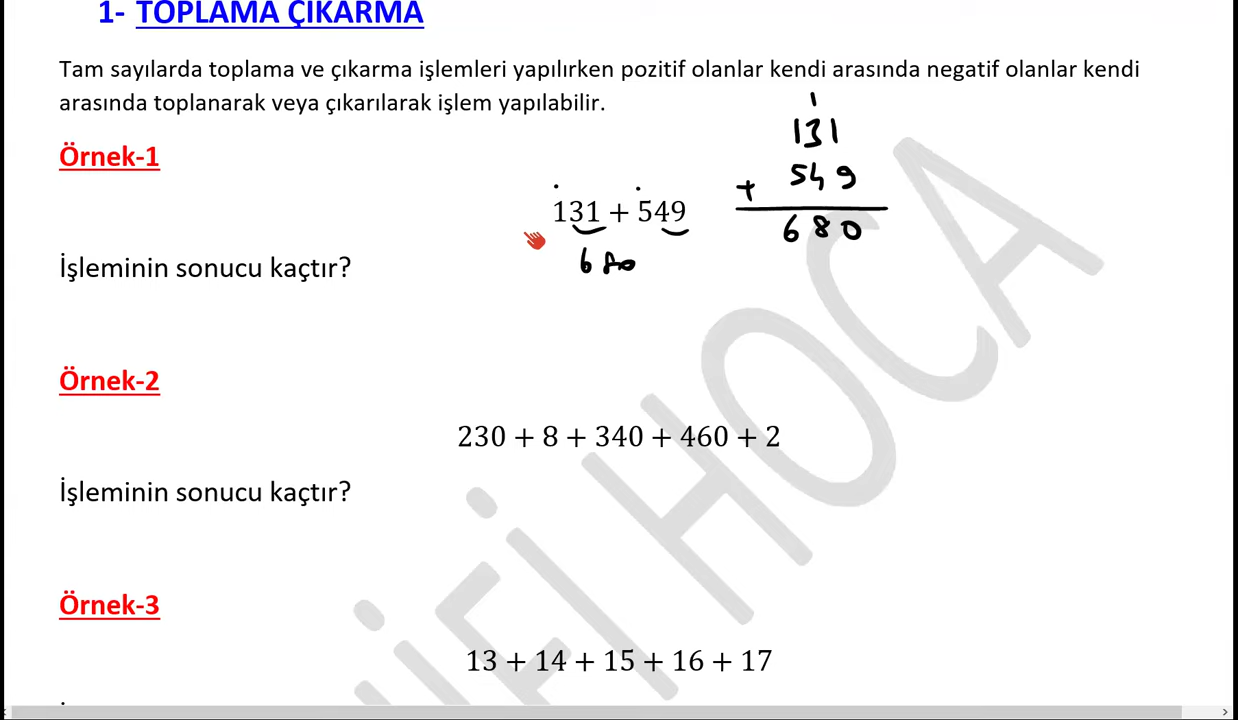 1- TOPLAMA ÇIKARMA
Tam sayılarda toplama ve çıkarma işlemleri yapılırken pozitif olanlar kendi arasında negatif olanlar kendi
arasında toplanarak veya çıkarılarak işlem yapılabilir.
Örnek-1
1
131
549
+
680
131 + 549
680
İşleminin sonucu kaçtır?
Örnek-2
230 + 8 + 340 + 460 + 2
İşleminin sonucu kaçtır?
Örnek-3
13 + 14 + 15 + 16 + 17
HOCA